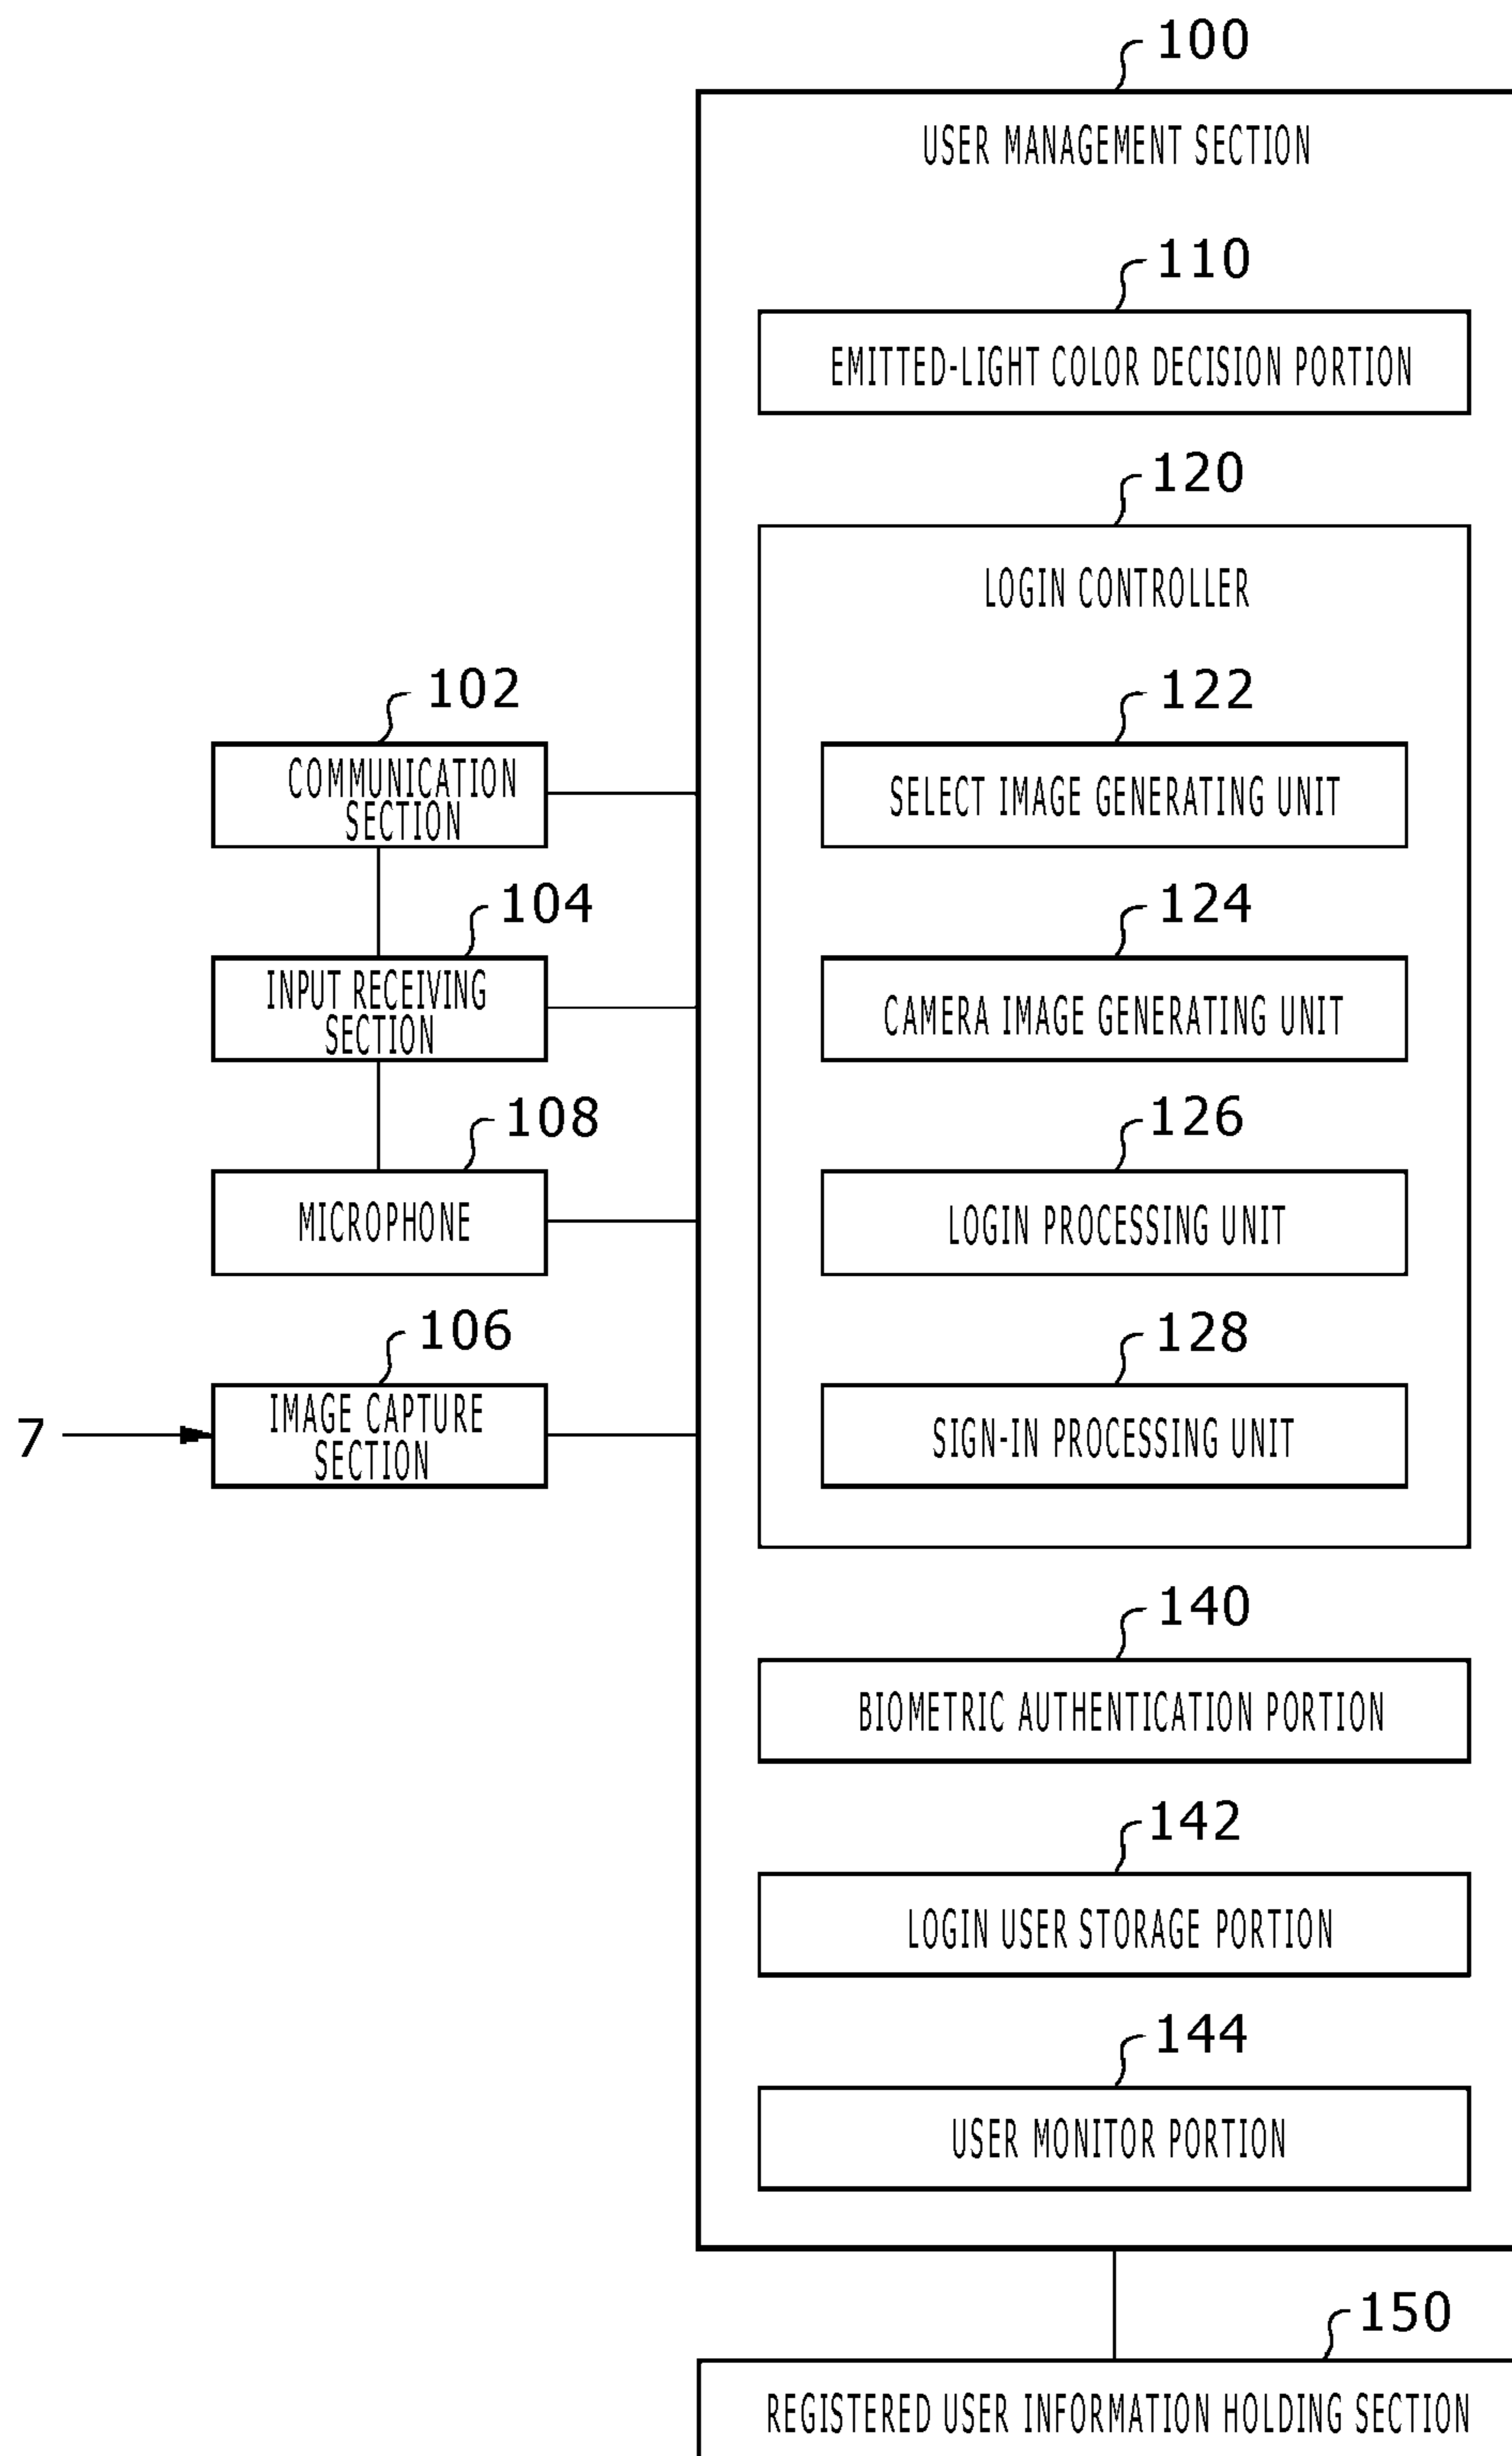 100
USER MANAGEMENT SECTION
110
EMITTED-LIGHT COLOR DECISION PORTION
120
LOGIN CONTROLLER
102
COMMUNICATION
SECTION
122
SELECT IMAGE GENERATING UNIT
104
INPUT RECEIVING
SECTION
124
CAMERA IMAGE GENERATING UNIT
108
MICROPHONE
126
LOGIN PROCESSING UNIT
106
7
IMAGE CAPTURE
SECTION
128
SIGN-IN PROCESSING UNIT
140
BIOMETRIC AUTHENTICATION PORTION
142
LOGIN USER STORAGE PORTION
144
USER MONITOR PORTION
150
REGISTERED USER INFORMATION HOLDING SECTION